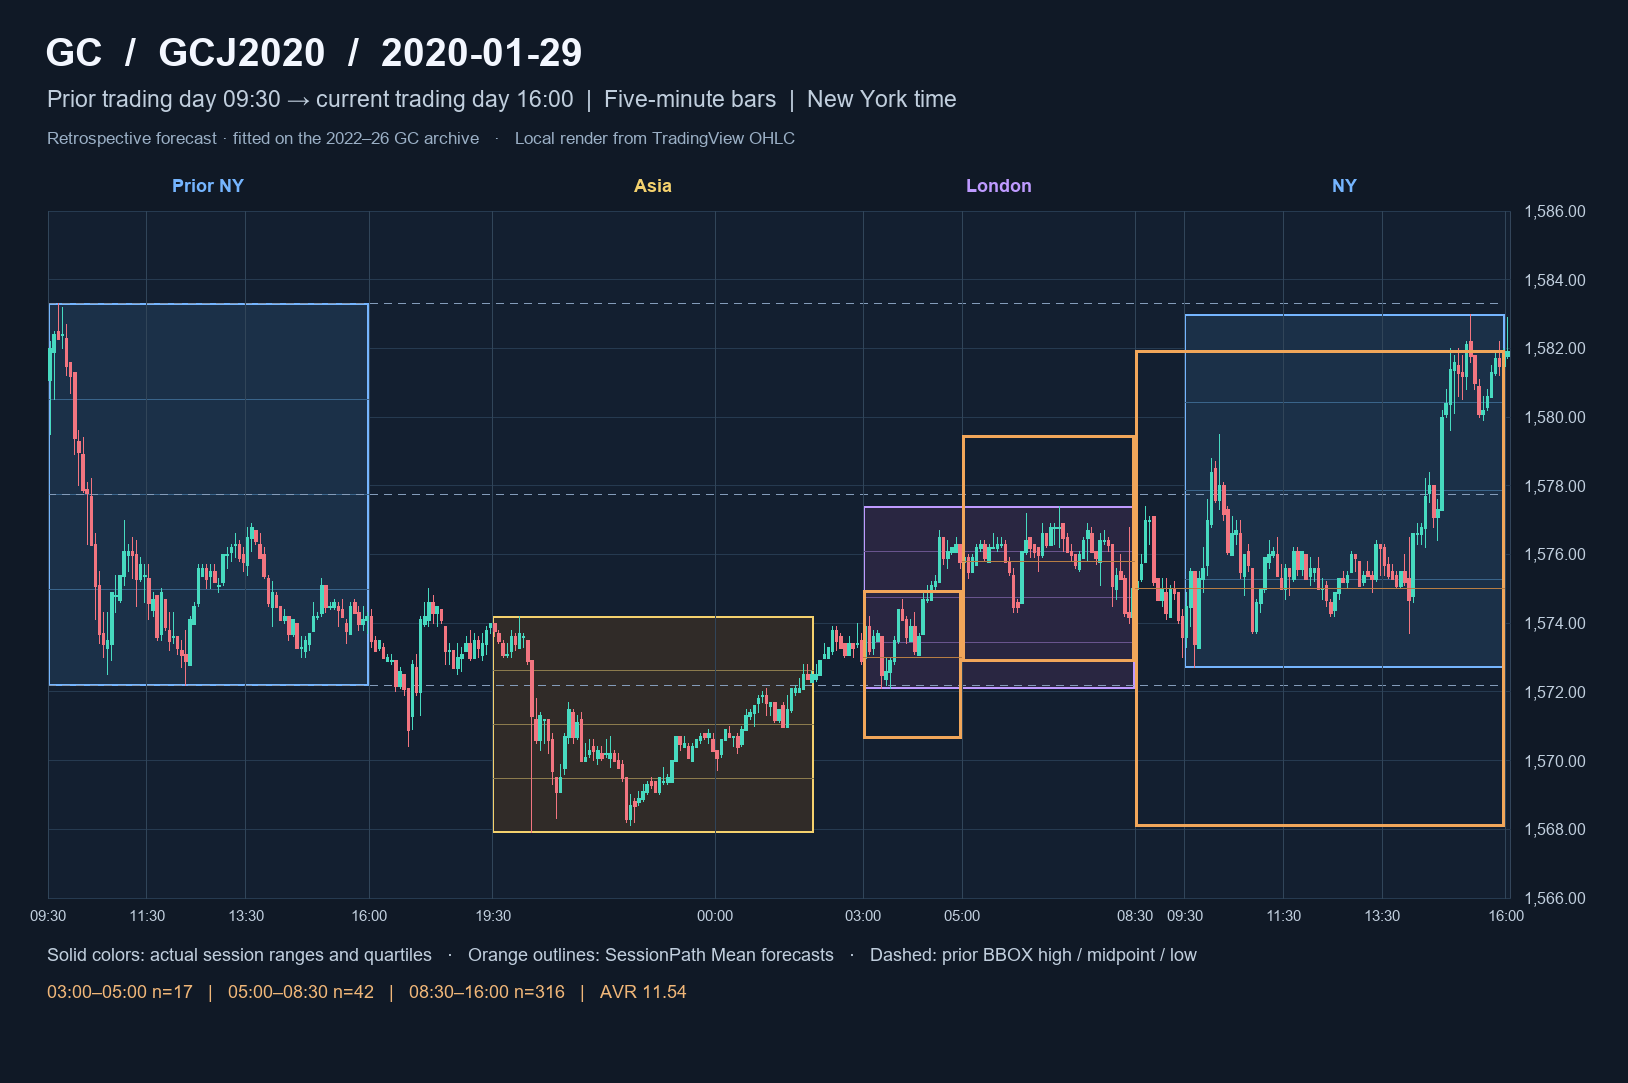 GC / GCJ2020 / 2020-01-29
Prior trading day 09:30 → current trading day 16:00 | Five-minute bars | New York time
Retrospective forecast · fitted on the 2022–26 GC archive · Local render from TradingView OHLC
Prior NY Asia London NY
1,586.00
1,584.00
1,582.00
1,580.00
1,578.00
1,576.00
1,574.00
1,572.00
1,570.00
1,568.00
1,566.00
09:30 11:30 13:30 16:00 19:30 00:00 03:00 05:00 08:30 09:30 11:30 13:30 16:00
Solid colors: actual session ranges and quartiles · Orange outlines: SessionPath Mean forecasts · Dashed: prior BBOX high / midpoint / low
03:00–05:00 n=17 | 05:00–08:30 n=42 | 08:30–16:00 n=316 | AVR 11.54